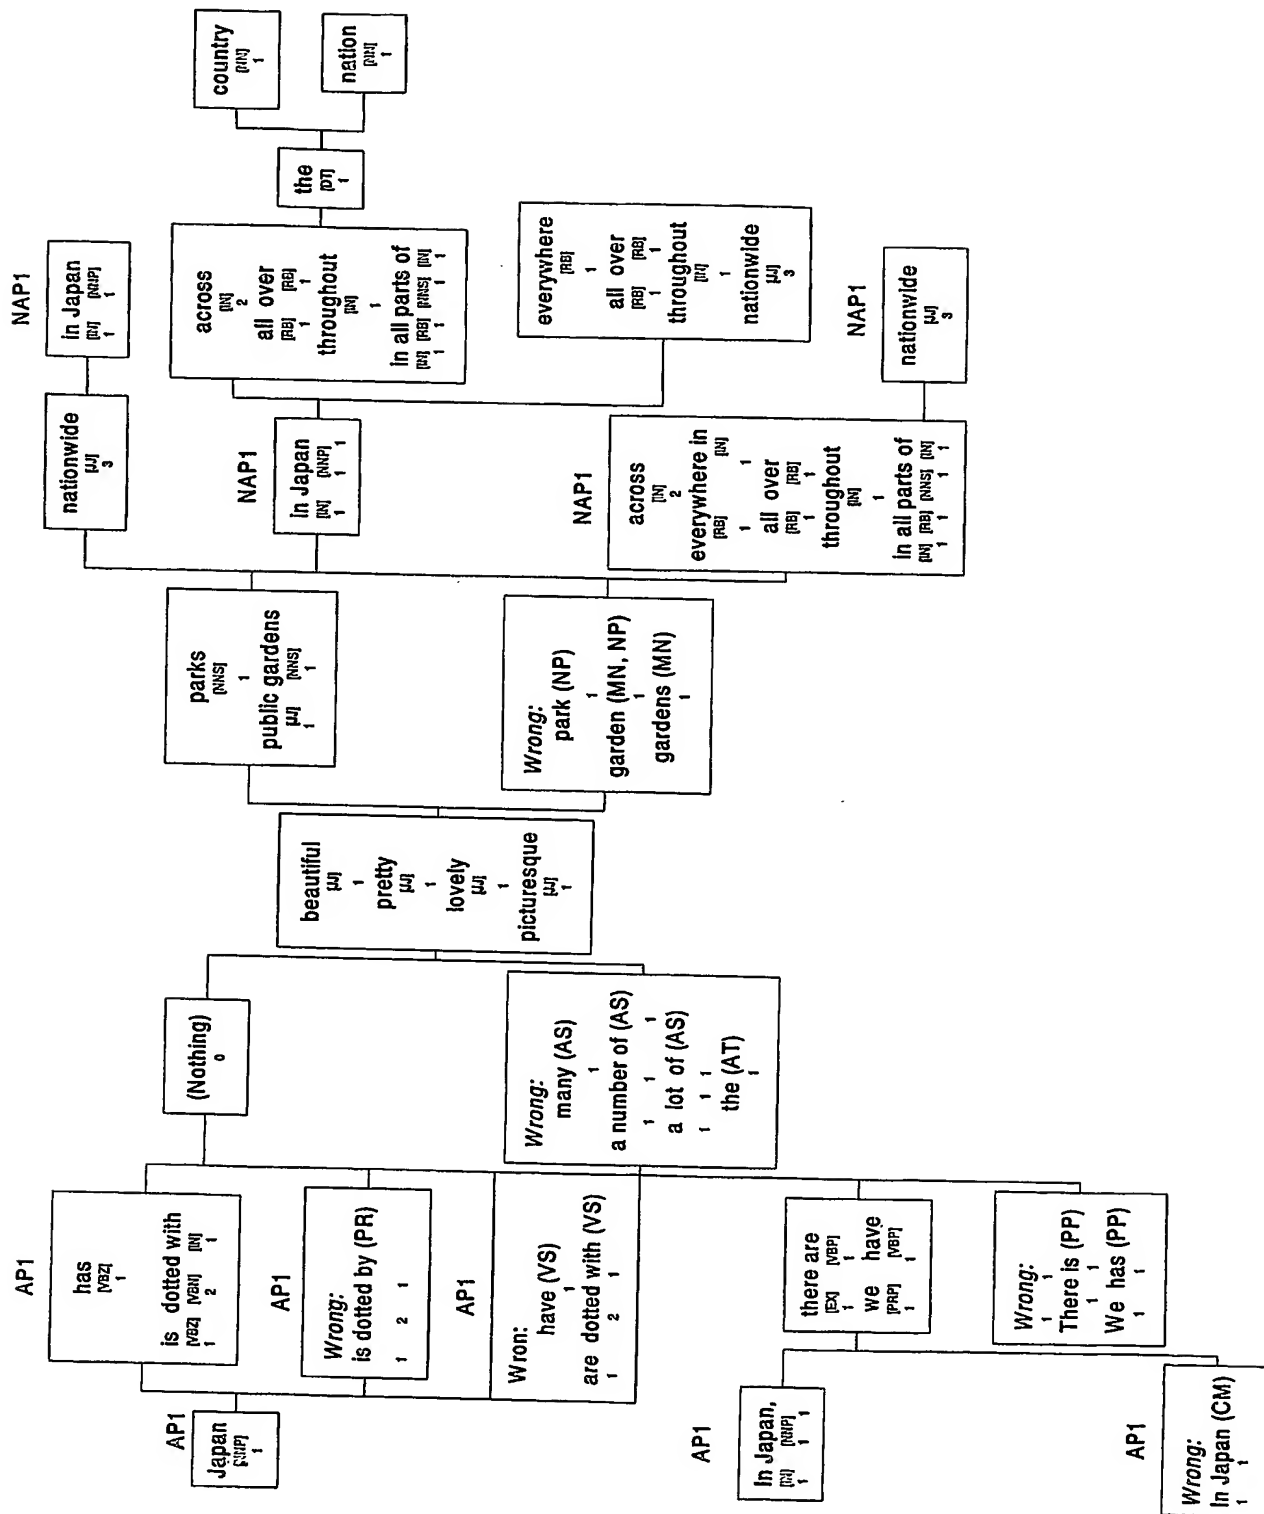 AP1
Japan
[NNP]
1
AP1
has
[VBZ]
1
is dotted with
[VBZ] [VBN] [IN]
1 2 1
AP1
Wrong:
is dotted by (PR)
1 2 1
AP1
Wron:
have (VS)
1
are dotted with (VS)
1 2 1
AP1
In Japan,
[IN] [NNP]
1 1 1
AP1
Wrong:
In Japan (CM)
1 1
there are
[EX] [VBP]
1 1
we have
[PRP] [VBP]
1 1
Wrong:
1 1
There is (PP)
1 1
We has (PP)
1 1
(Nothing)
0
Wrong:
many (AS)
1
a number of (AS)
1 1 1
a lot of (AS)
1 1 1
the (AT)
1
beautiful
[JJ]
1
pretty
[JJ]
1
lovely
[JJ]
1
picturesque
[JJ]
1
parks
[NNS]
1
public gardens
[JJ] [NNS]
1 1
Wrong:
park (NP)
1
garden (MN, NP)
1
gardens (MN)
1
nationwide
[JJ]
3
NAP1
in Japan
[IN] [NNP]
1 1
NAP1
in Japan
[IN] [NNP]
1 1 1
across
[IN]
2
all over
[RB] [RB]
1 1
throughout
[IN]
1
in all parts of
[IN] [RB] [NNS] [IN]
1 1 1 1
the
[DT]
1
country
[NN]
1
nation
[NN]
1
everywhere
[RB]
1
all over
[RB] [RB]
1 1
throughout
[IN]
1
nationwide
[JJ]
3
NAP1
across
[IN]
2
everywhere in
[RB] [IN]
1 1
all over
[RB] [RB]
1 1
throughout
[IN]
1
in all parts of
[IN] [RB] [NNS] [IN]
1 1 1 1
NAP1
nationwide
[JJ]
3